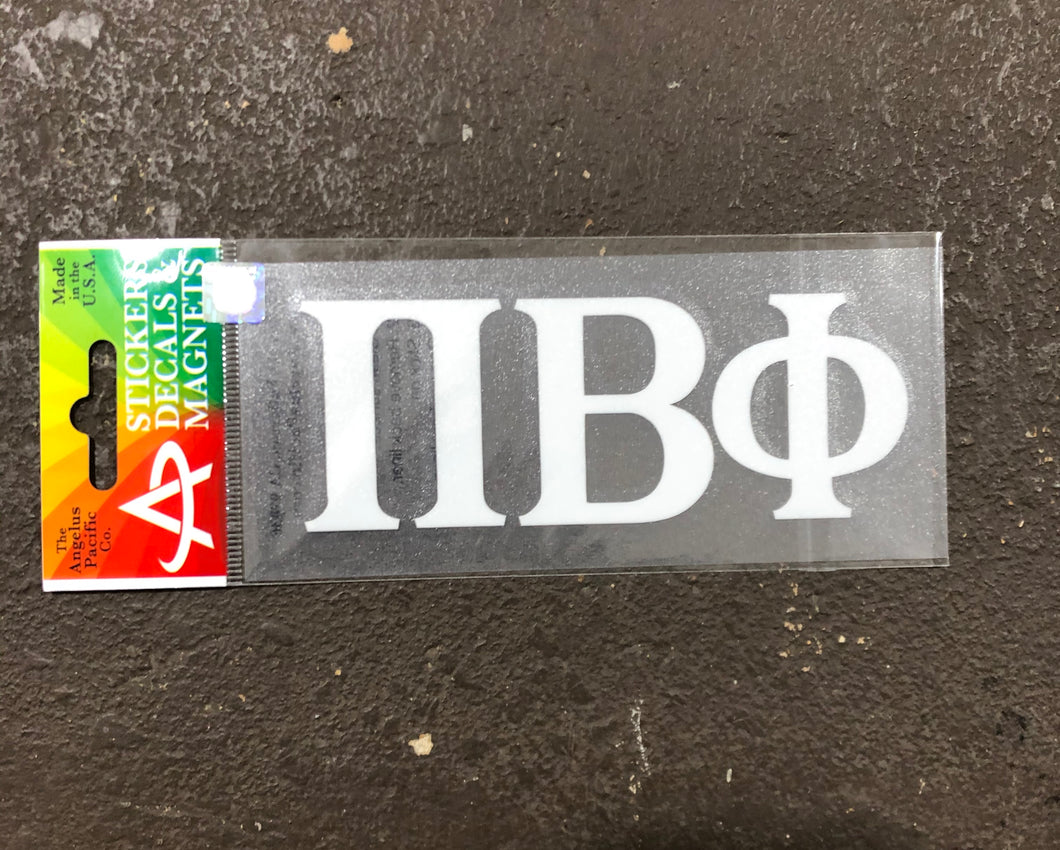 Made
in the
U.S.A.
STICKERS
DECALS &
MAGNETS
The
Angelus
Pacific
Co.
ΠΒΦ